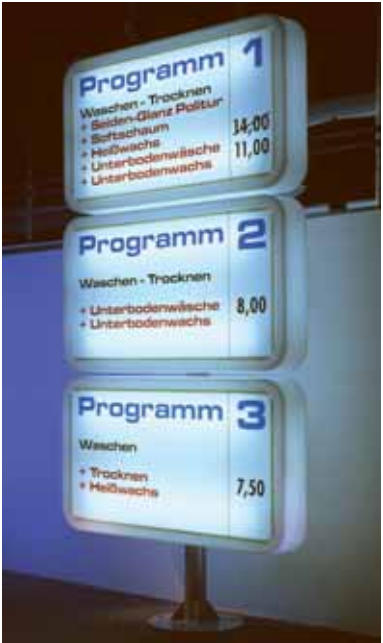 Programm 1
Waschen - Trocknen
+ Seiden-Glanz Politur
+ Softschaum
14,00
+ Heißwachs
11,00
+ Unterbodenwäsche
+ Unterbodenwachs
Programm 2
Waschen - Trocknen
+ Unterbodenwäsche 8,00
+ Unterbodenwachs
Programm 3
Waschen
+ Trocknen
+ Heißwachs 7,50